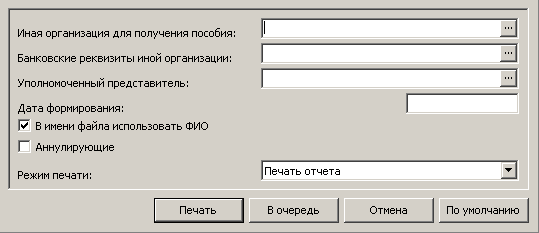 Иная организация для получения пособия:
Банковские реквизиты иной организации:
Уполномоченный представитель:
Дата формирования:
В имени файла использовать ФИО
Аннулирующие
Режим печати: Печать отчета
Печать В очередь Отмена По умолчанию